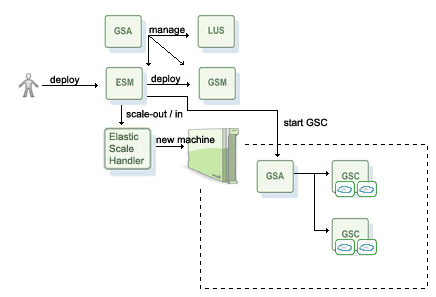 GSA
manage
LUS
deploy
ESM
deploy
GSM
scale-out / in
start GSC
Elastic
Scale
Handler
new machine
GSA
GSC
GSC